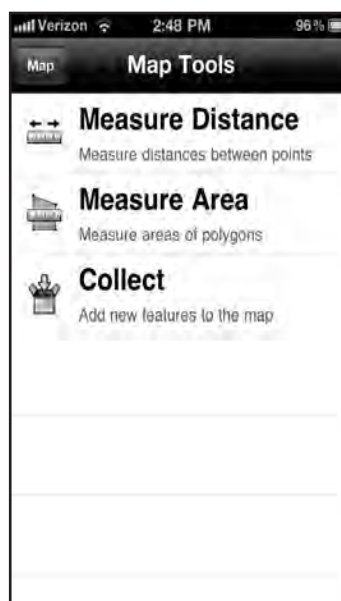 Verizon 2:48 PM 96%
Map Map Tools
Measure Distance
Measure distances between points
Measure Area
Measure areas of polygons
Collect
Add new features to the map